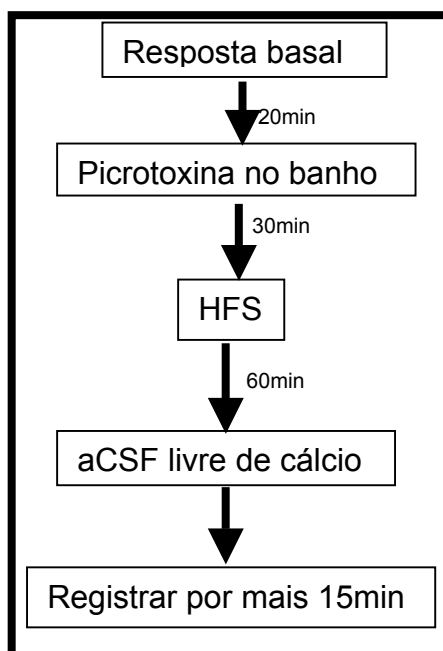 Resposta basal
20min
Picrotoxina no banho
30min
HFS
60min
aCSF livre de cálcio
Registrar por mais 15min